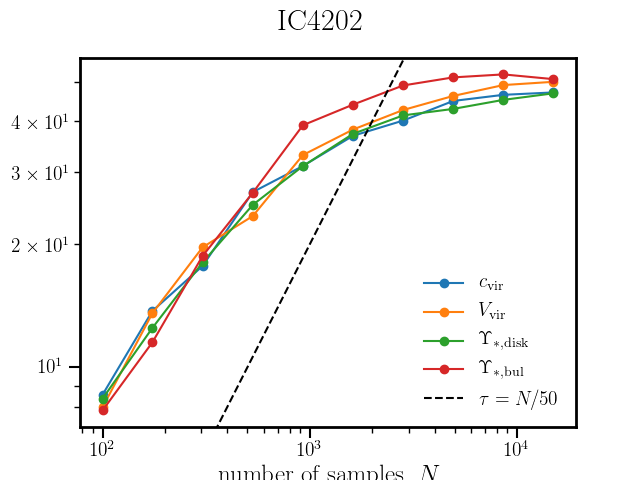 IC4202
4 × 10¹
3 × 10¹
2 × 10¹
10¹
c_vir
V_vir
Υ_*,disk
Υ_*,bul
τ = N/50
10² 10³ 10⁴
number of samples, N